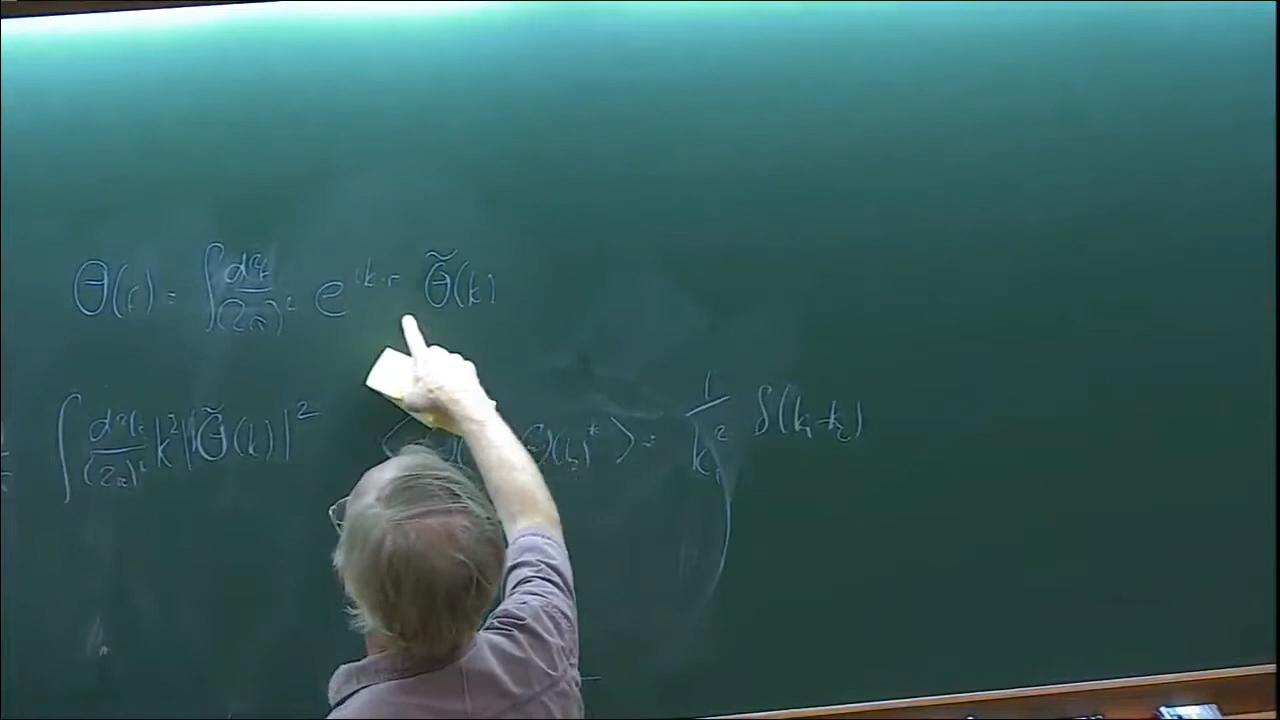 Θ(r) = ∫ d²k/(2π)² e^{ik·r} Θ̃(k)
∫ d²k/(2π)² k² |Θ̃(k)|² ⟨ Θ(k₂)* ⟩ = 1/k₁² δ(k₁-k₂)